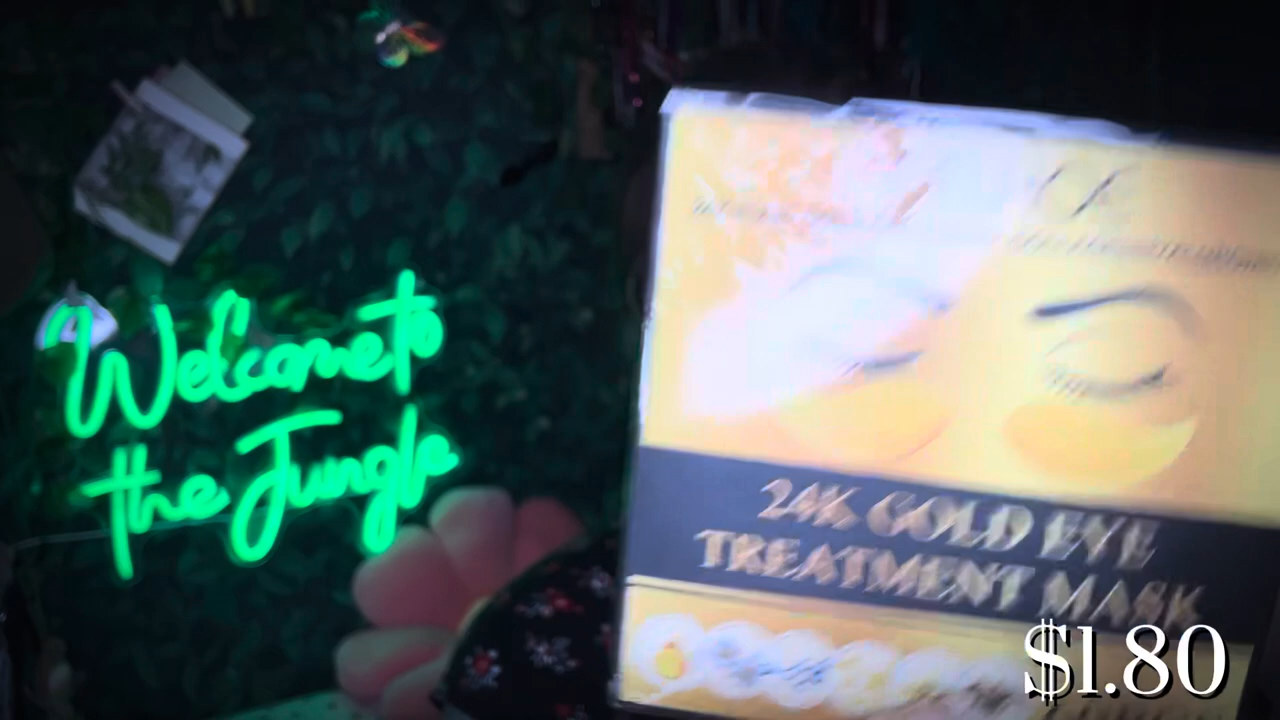 Welcome to
the Jungle
24K GOLD EYE
TREATMENT MASK
$1.80